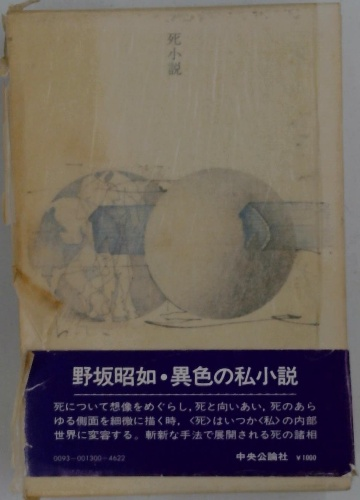 死小説
野坂昭如・異色の私小説
死について想像をめぐらし,死と向いあい,死のあら
ゆる側面を細微に描く時,〈死〉はいつか〈私〉の内部
世界に変容する。斬新な手法で展開される死の諸相
0093-001300-4622
中央公論社 ￥1000